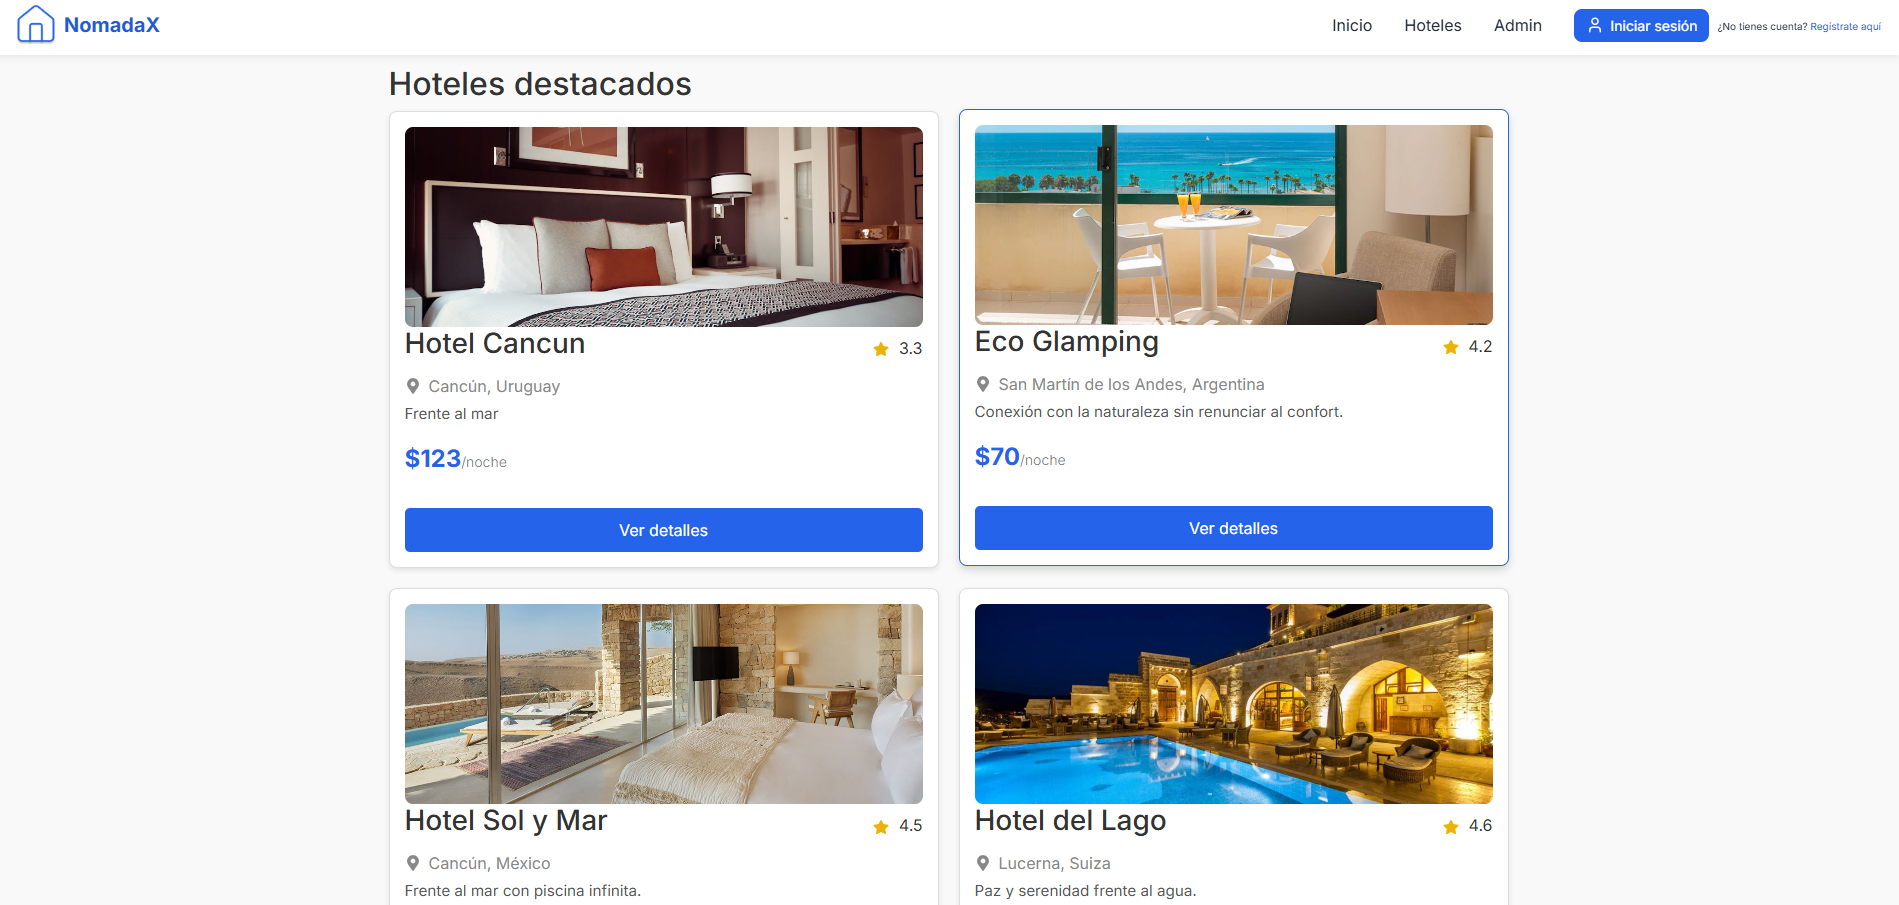 NomadaX
Inicio Hoteles Admin Iniciar sesión ¿No tienes cuenta? Regístrate aquí
Hoteles destacados
Hotel Cancun
3.3
Cancún, Uruguay
Frente al mar
$123/noche
Ver detalles
Eco Glamping
4.2
San Martín de los Andes, Argentina
Conexión con la naturaleza sin renunciar al confort.
$70/noche
Ver detalles
Hotel Sol y Mar
4.5
Cancún, México
Frente al mar con piscina infinita.
Hotel del Lago
4.6
Lucerna, Suiza
Paz y serenidad frente al agua.